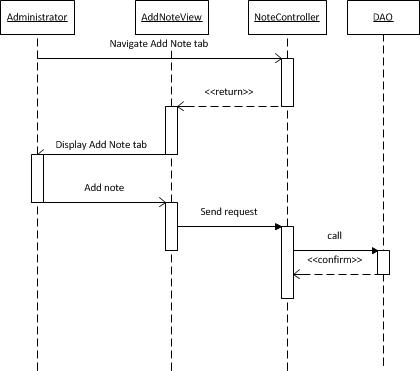 Administrator
AddNoteView
NoteController
DAO
Navigate Add Note tab
<<return>>
Display Add Note tab
Add note
Send request
call
<<confirm>>